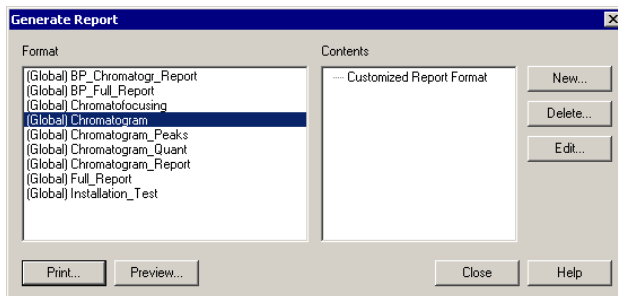 Generate Report
Format
Contents
(Global) BP_Chromatogr_Report
(Global) BP_Full_Report
(Global) Chromatofocusing
(Global) Chromatogram
(Global) Chromatogram_Peaks
(Global) Chromatogram_Quant
(Global) Chromatogram_Report
(Global) Full_Report
(Global) Installation_Test
Customized Report Format
New...
Delete...
Edit...
Print...
Preview...
Close
Help